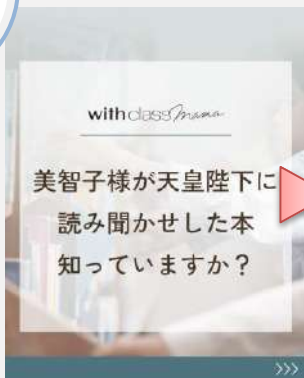 with class mama
美智子様が天皇陛下に
読み聞かせした本
知っていますか？
>>>